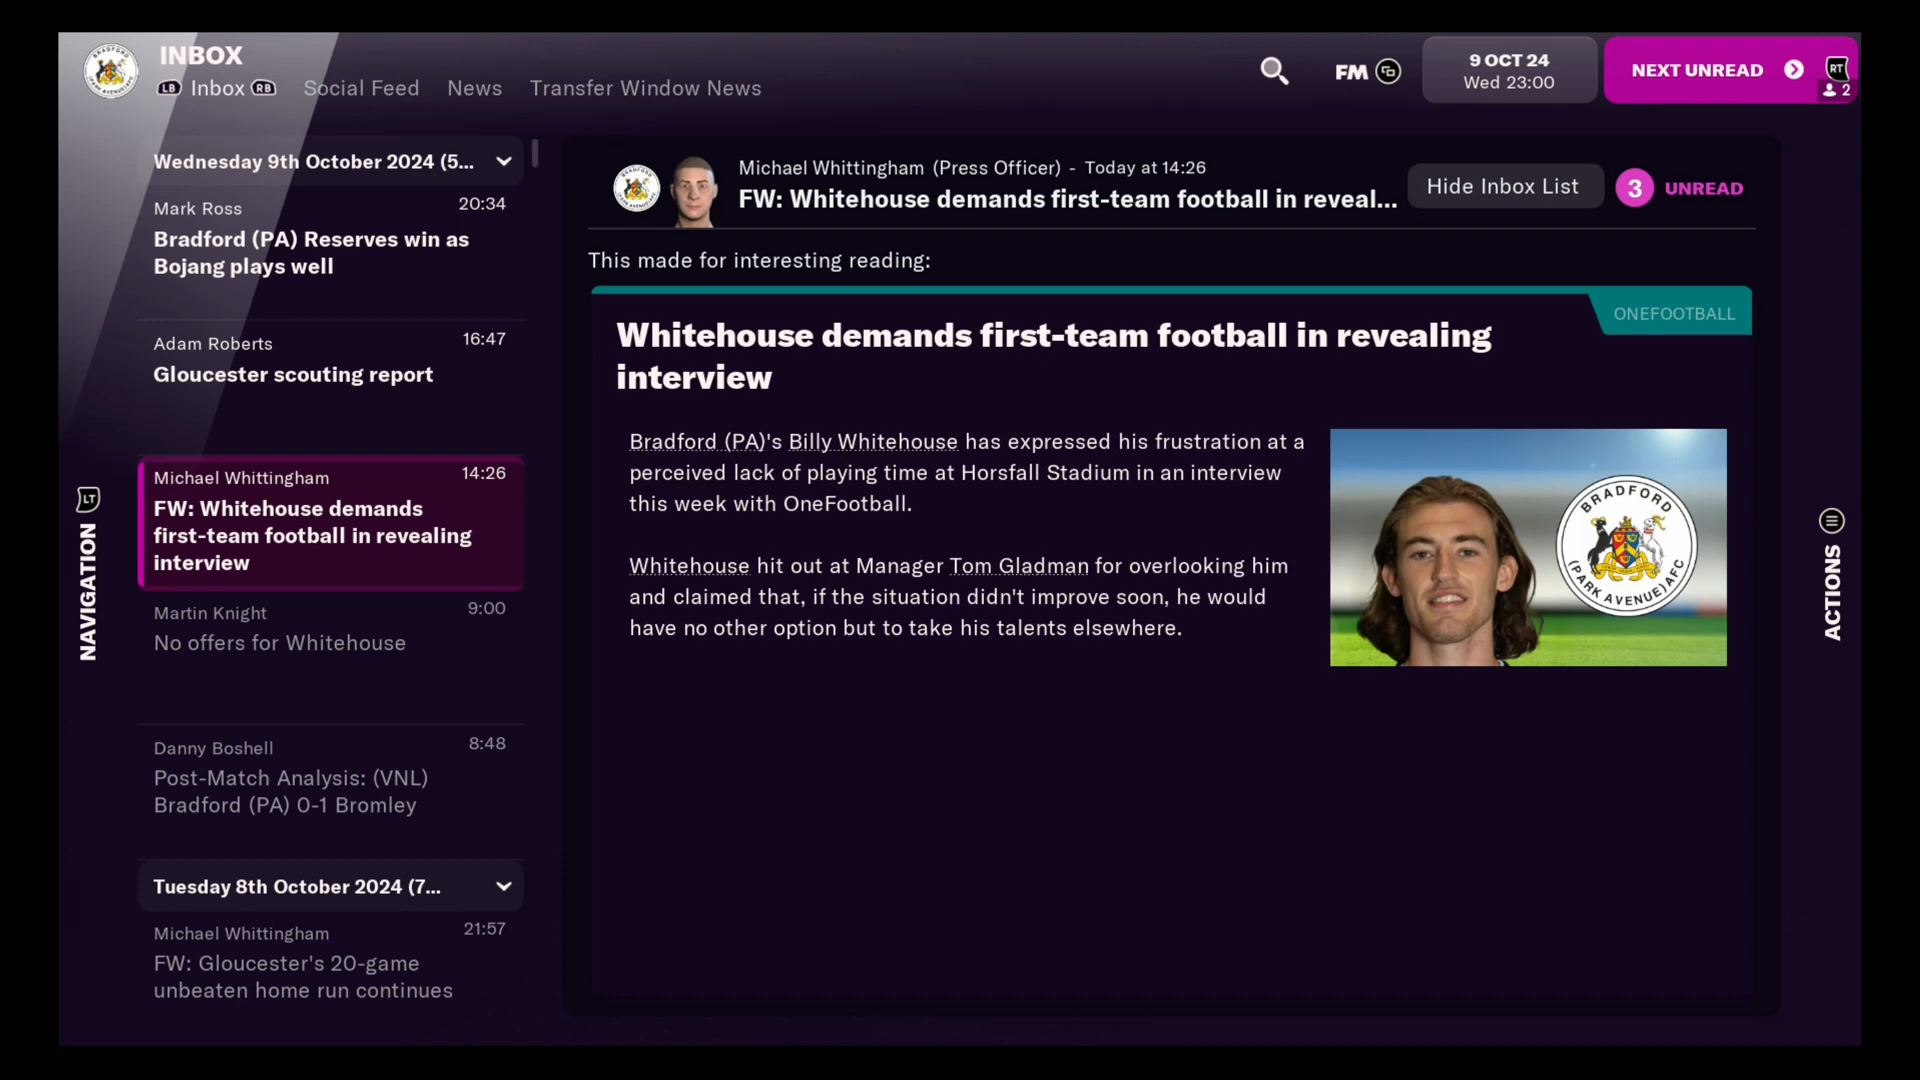 INBOX
LB Inbox RB Social Feed News Transfer Window News
FM
9 OCT 24
Wed 23:00
NEXT UNREAD
RT
2
Wednesday 9th October 2024 (5...
Mark Ross 20:34
Bradford (PA) Reserves win as
Bojang plays well
Adam Roberts 16:47
Gloucester scouting report
Michael Whittingham 14:26
FW: Whitehouse demands
first-team football in revealing
interview
Martin Knight 9:00
No offers for Whitehouse
Danny Boshell 8:48
Post-Match Analysis: (VNL)
Bradford (PA) 0-1 Bromley
Tuesday 8th October 2024 (7...
Michael Whittingham 21:57
FW: Gloucester's 20-game
unbeaten home run continues
LT
NAVIGATION
Michael Whittingham (Press Officer) - Today at 14:26
FW: Whitehouse demands first-team football in reveal...
Hide Inbox List
3 UNREAD
This made for interesting reading:
ONEFOOTBALL
Whitehouse demands first-team football in revealing
interview
Bradford (PA)'s Billy Whitehouse has expressed his frustration at a
perceived lack of playing time at Horsfall Stadium in an interview
this week with OneFootball.
Whitehouse hit out at Manager Tom Gladman for overlooking him
and claimed that, if the situation didn't improve soon, he would
have no other option but to take his talents elsewhere.
BRADFORD
(PARK AVENUE) AFC
ACTIONS